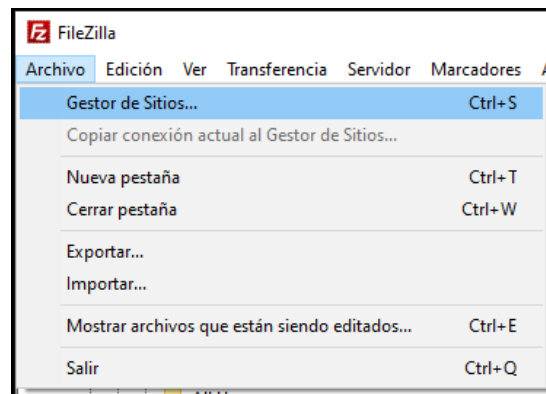 FileZilla
Archivo Edición Ver Transferencia Servidor Marcadores
Gestor de Sitios... Ctrl+S
Copiar conexión actual al Gestor de Sitios...
Nueva pestaña Ctrl+T
Cerrar pestaña Ctrl+W
Exportar...
Importar...
Mostrar archivos que están siendo editados... Ctrl+E
Salir Ctrl+Q